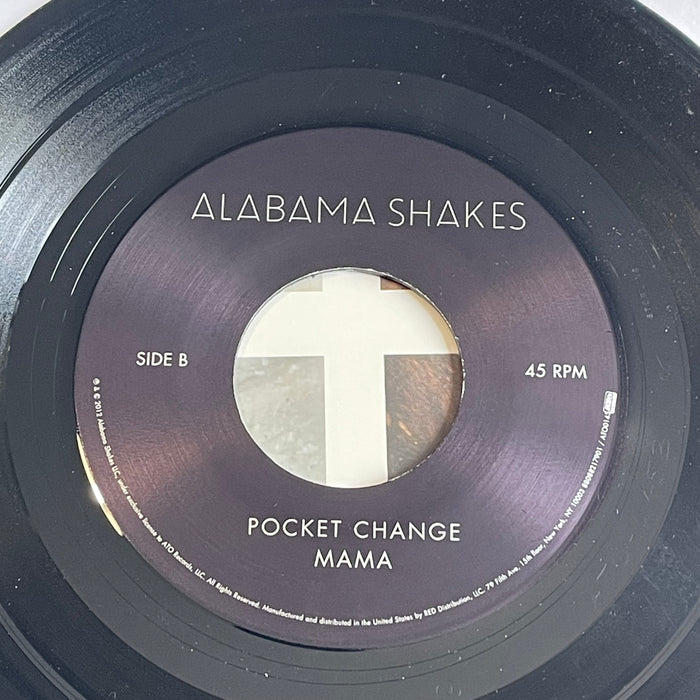 ALABAMA SHAKES
SIDE B
45 RPM
POCKET CHANGE
MAMA
℗ & © 2012 Alabama Shakes LLC, under exclusive license to ATO Records, LLC. All Rights Reserved. Manufactured and distributed in the United States by RED Distribution, LLC. 79 Fifth Ave, 15th floor, New York, NY 10003 88088217901 /